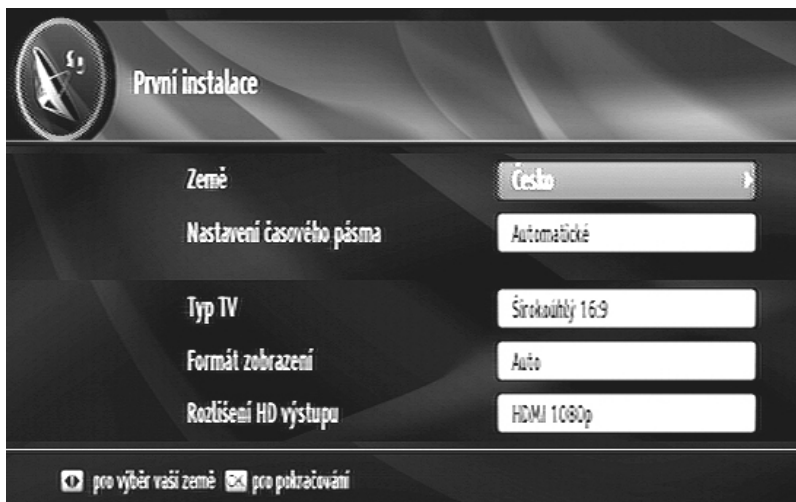 První instalace
Země Česko
Nastavení časového pásma Automatické
Typ TV Širokoúhlý 16:9
Formát zobrazení Auto
Rozlišení HD výstupu HDMI 1080p
pro výběr vaší země OK pro pokračování